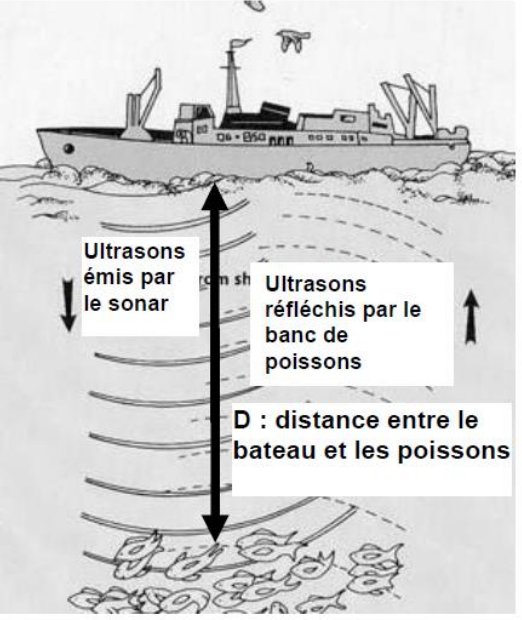 Ultrasons
émis par
le sonar
Ultrasons
réfléchis par le
banc de
poissons
D : distance entre le
bateau et les poissons